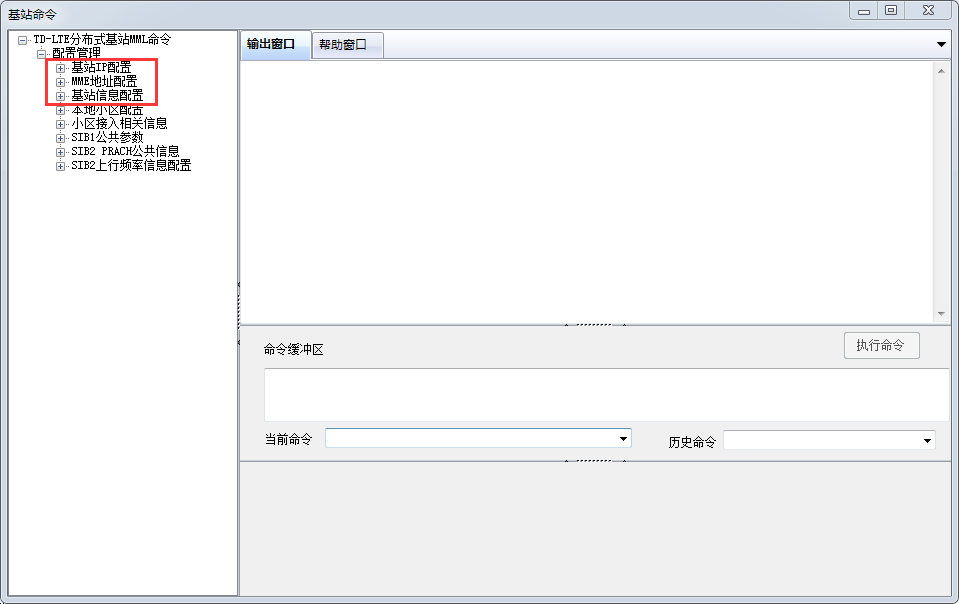 基站命令
TD-LTE分布式基站MML命令
配置管理
基站IP配置
MME地址配置
基站信息配置
本地小区配置
小区接入相关信息
SIB1公共参数
SIB2 PRACH公共信息
SIB2上行频率信息配置
输出窗口 帮助窗口
命令缓冲区 执行命令
当前命令 历史命令